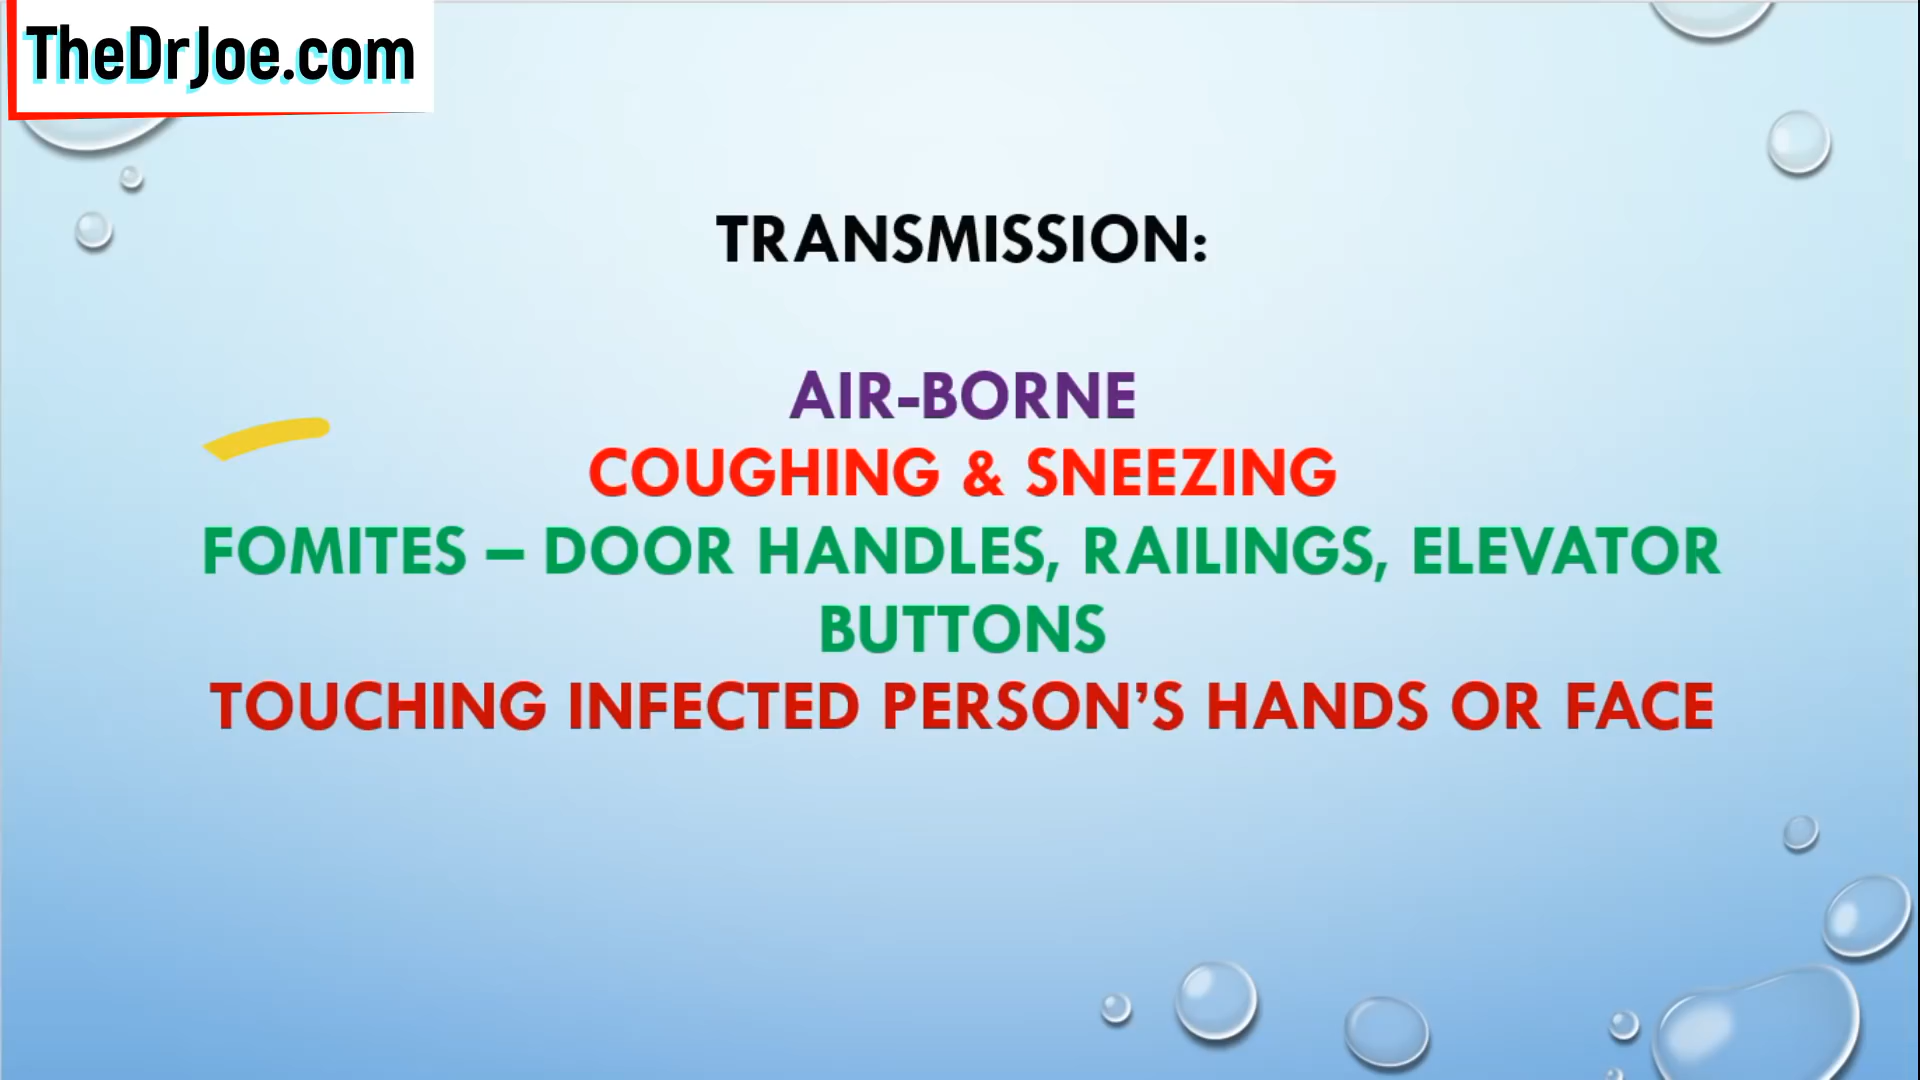 TheDrJoe.com
TRANSMISSION:
AIR-BORNE
COUGHING & SNEEZING
FOMITES – DOOR HANDLES, RAILINGS, ELEVATOR
BUTTONS
TOUCHING INFECTED PERSON’S HANDS OR FACE